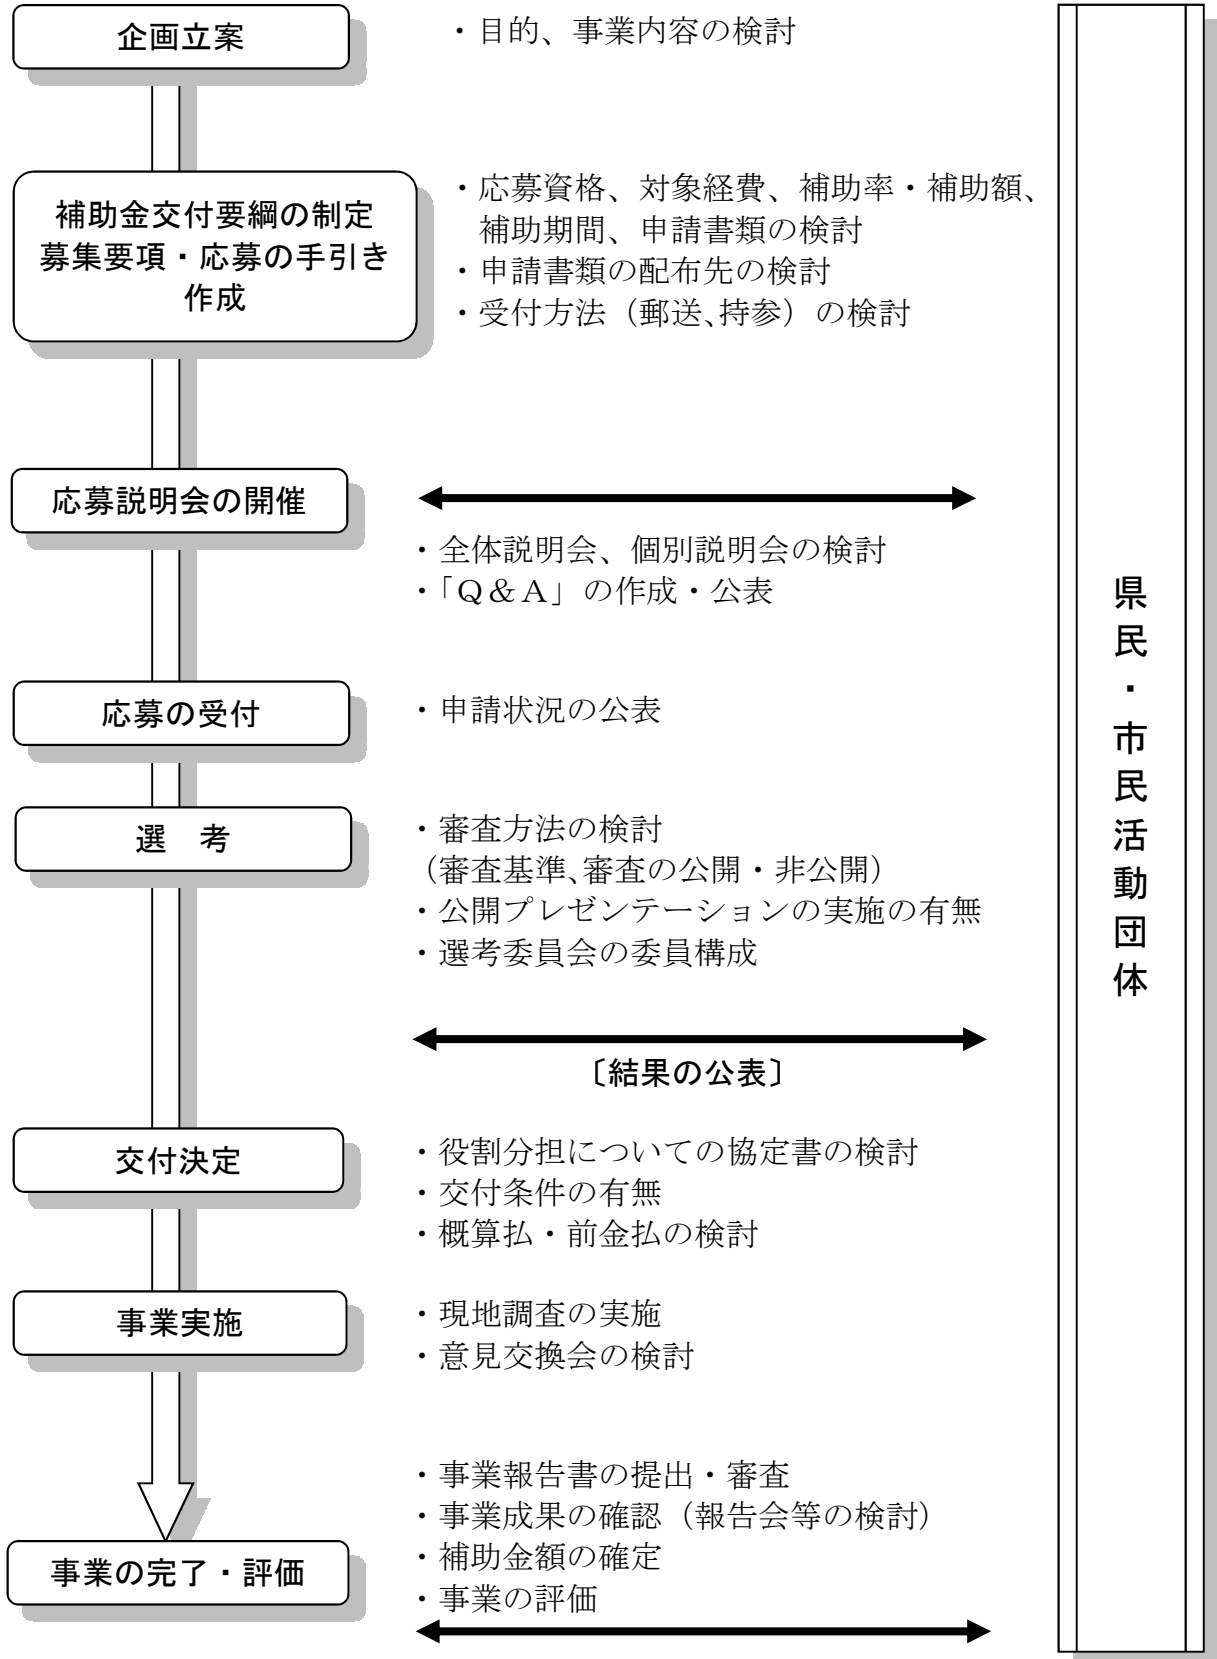 企画立案
・目的、事業内容の検討
補助金交付要綱の制定
募集要項・応募の手引き
作成
・応募資格、対象経費、補助率・補助額、
補助期間、申請書類の検討
・申請書類の配布先の検討
・受付方法（郵送、持参）の検討
応募説明会の開催
・全体説明会、個別説明会の検討
・「Ｑ＆Ａ」の作成・公表
応募の受付
・申請状況の公表
選　考
・審査方法の検討
（審査基準、審査の公開・非公開）
・公開プレゼンテーションの実施の有無
・選考委員会の委員構成
〔結果の公表〕
交付決定
・役割分担についての協定書の検討
・交付条件の有無
・概算払・前金払の検討
事業実施
・現地調査の実施
・意見交換会の検討
・事業報告書の提出・審査
・事業成果の確認（報告会等の検討）
・補助金額の確定
・事業の評価
事業の完了・評価
県民・市民活動団体